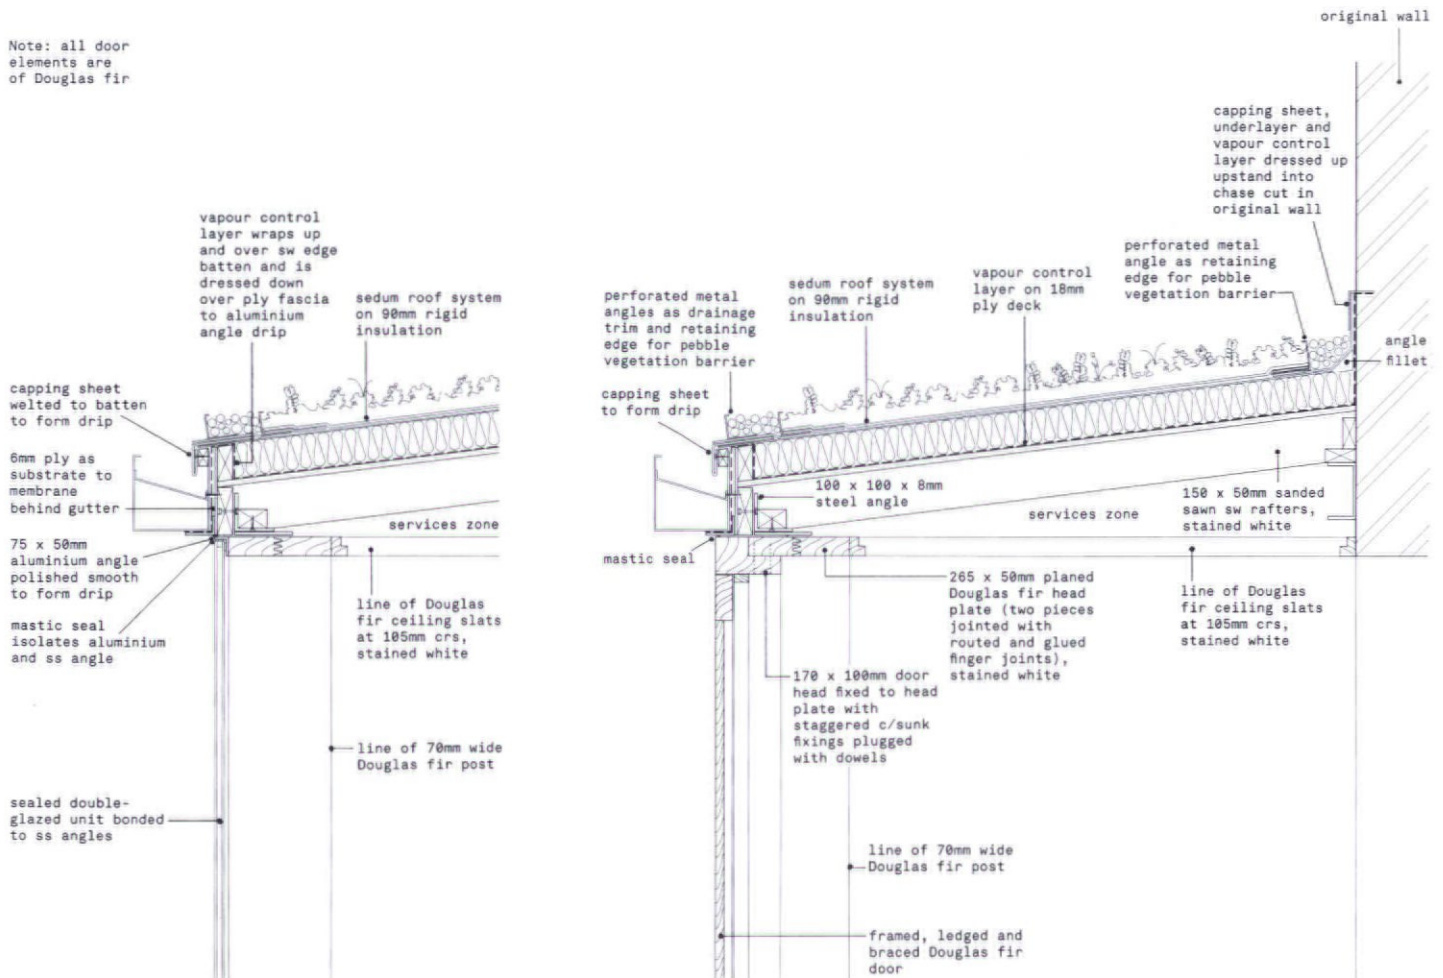 Note: all door
elements are
of Douglas fir
vapour control
layer wraps up
and over sw edge
batten and is
dressed down
over ply fascia
to aluminium
angle drip
sedum roof system
on 90mm rigid
insulation
capping sheet
welted to batten
to form drip
6mm ply as
substrate to
membrane
behind gutter
75 x 50mm
aluminium angle
polished smooth
to form drip
mastic seal
isolates aluminium
and ss angle
services zone
line of Douglas
fir ceiling slats
at 105mm crs,
stained white
line of 70mm wide
Douglas fir post
sealed double-
glazed unit bonded
to ss angles
original wall
capping sheet,
underlayer and
vapour control
layer dressed up
upstand into
chase cut in
original wall
perforated metal
angle as retaining
edge for pebble
vegetation barrier
perforated metal
angles as drainage
trim and retaining
edge for pebble
vegetation barrier
sedum roof system
on 90mm rigid
insulation
vapour control
layer on 18mm
ply deck
angle
fillet
capping sheet
to form drip
100 x 100 x 8mm
steel angle
services zone
150 x 50mm sanded
sawn sw rafters,
stained white
mastic seal
265 x 50mm planed
Douglas fir head
plate (two pieces
jointed with
routed and glued
finger joints),
stained white
line of Douglas
fir ceiling slats
at 105mm crs,
stained white
170 x 100mm door
head fixed to head
plate with
staggered c/sunk
fixings plugged
with dowels
line of 70mm wide
Douglas fir post
framed, ledged and
braced Douglas fir
door